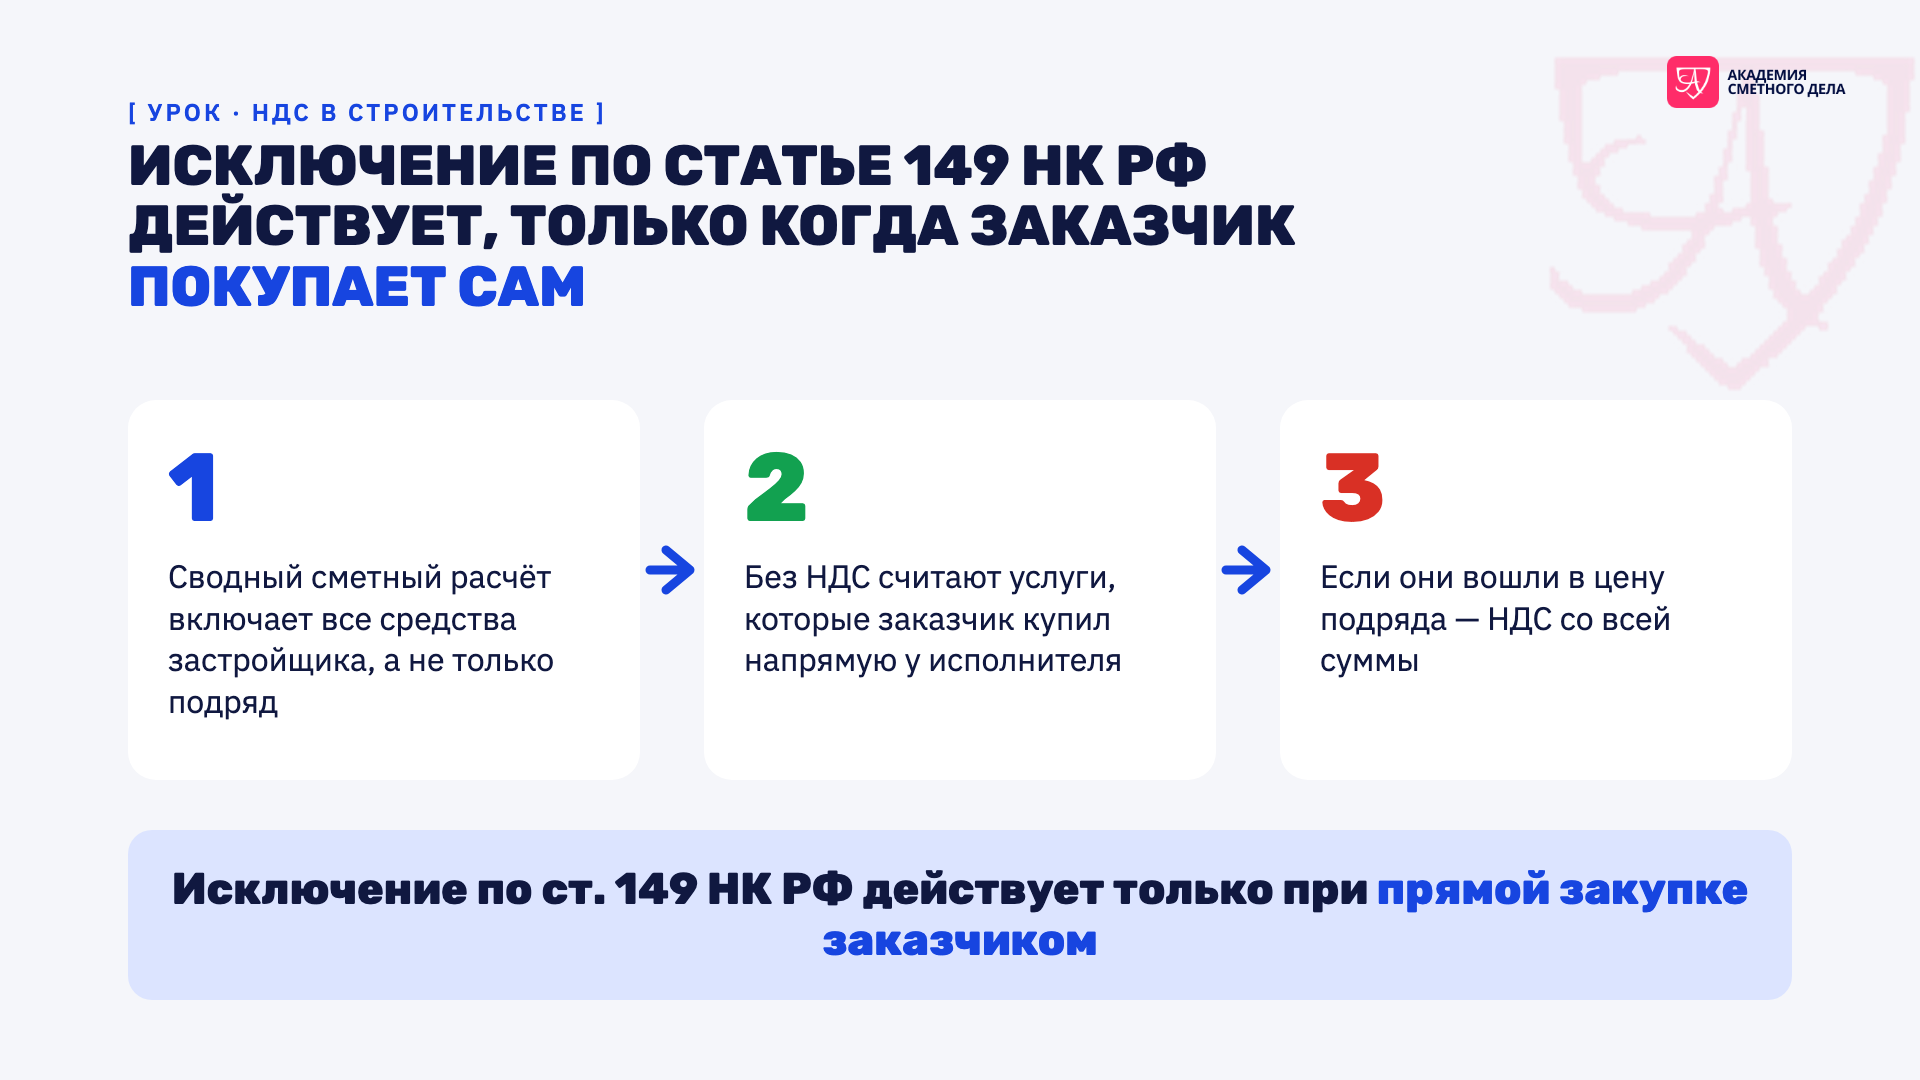 АКАДЕМИЯ
СМЕТНОГО ДЕЛА
[ УРОК · НДС В СТРОИТЕЛЬСТВЕ ]
ИСКЛЮЧЕНИЕ ПО СТАТЬЕ 149 НК РФ
ДЕЙСТВУЕТ, ТОЛЬКО КОГДА ЗАКАЗЧИК
ПОКУПАЕТ САМ
1
Сводный сметный расчёт
включает все средства
застройщика, а не только
подряд
2
Без НДС считают услуги,
которые заказчик купил
напрямую у исполнителя
3
Если они вошли в цену
подряда — НДС со всей
суммы
Исключение по ст. 149 НК РФ действует только при прямой закупке
заказчиком